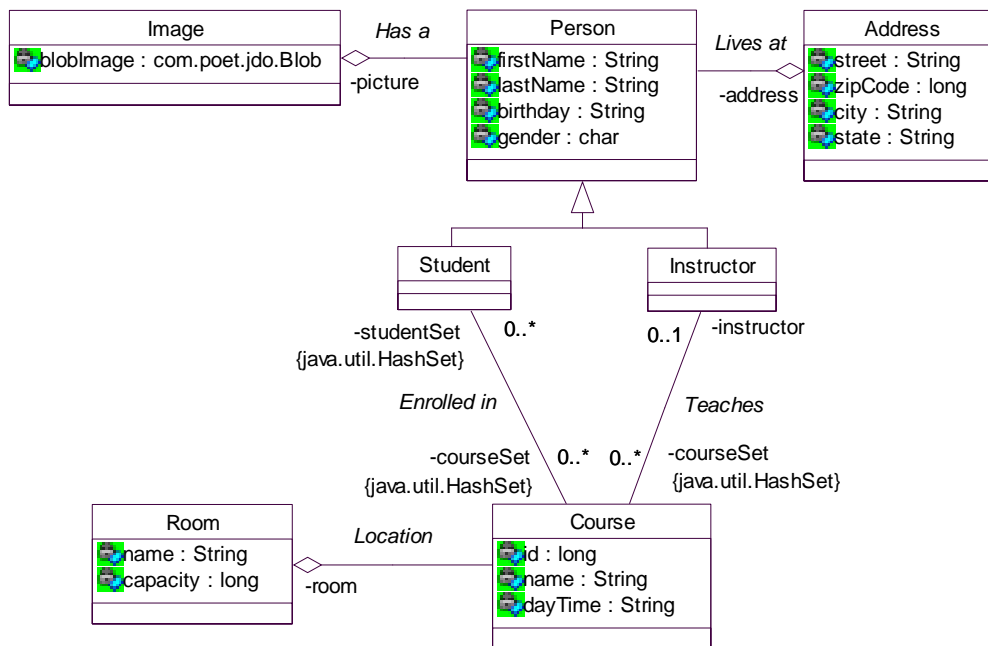 Image
blobImage : com.poet.jdo.Blob
Has a
-picture
Person
firstName : String
lastName : String
birthday : String
gender : char
Lives at
-address
Address
street : String
zipCode : long
city : String
state : String
Student
Instructor
-studentSet
{java.util.HashSet}
0..*
0..1
-instructor
Enrolled in
Teaches
-courseSet
{java.util.HashSet}
0..*
0..*
-courseSet
{java.util.HashSet}
Room
name : String
capacity : long
Location
-room
Course
id : long
name : String
dayTime : String